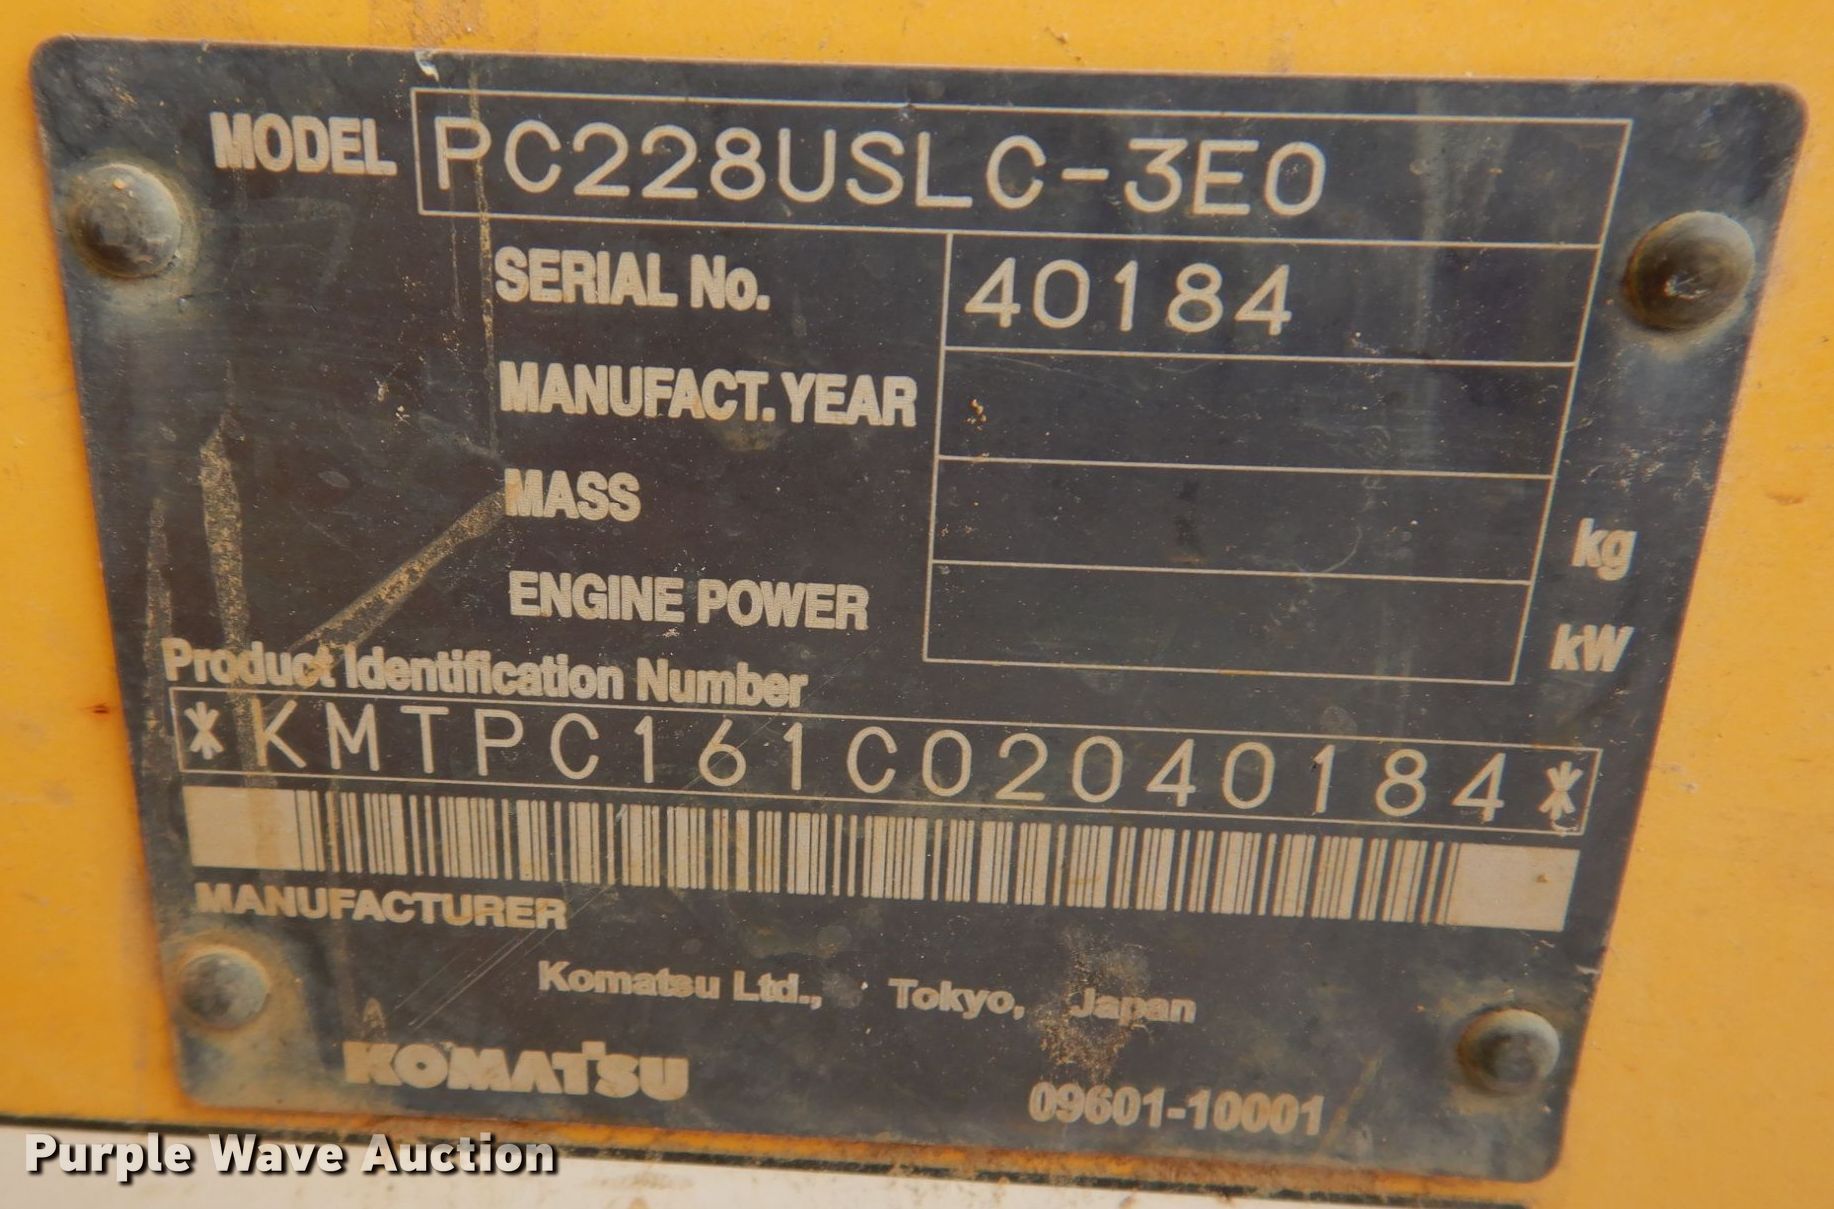 MODEL PC228USLC-3E0
SERIAL No. 40184
MANUFACT. YEAR
MASS kg
ENGINE POWER kW
Product Identification Number
*KMTPC161C02040184*
MANUFACTURER
Komatsu Ltd., Tokyo, Japan
KOMATSU
09601-10001
Purple Wave Auction